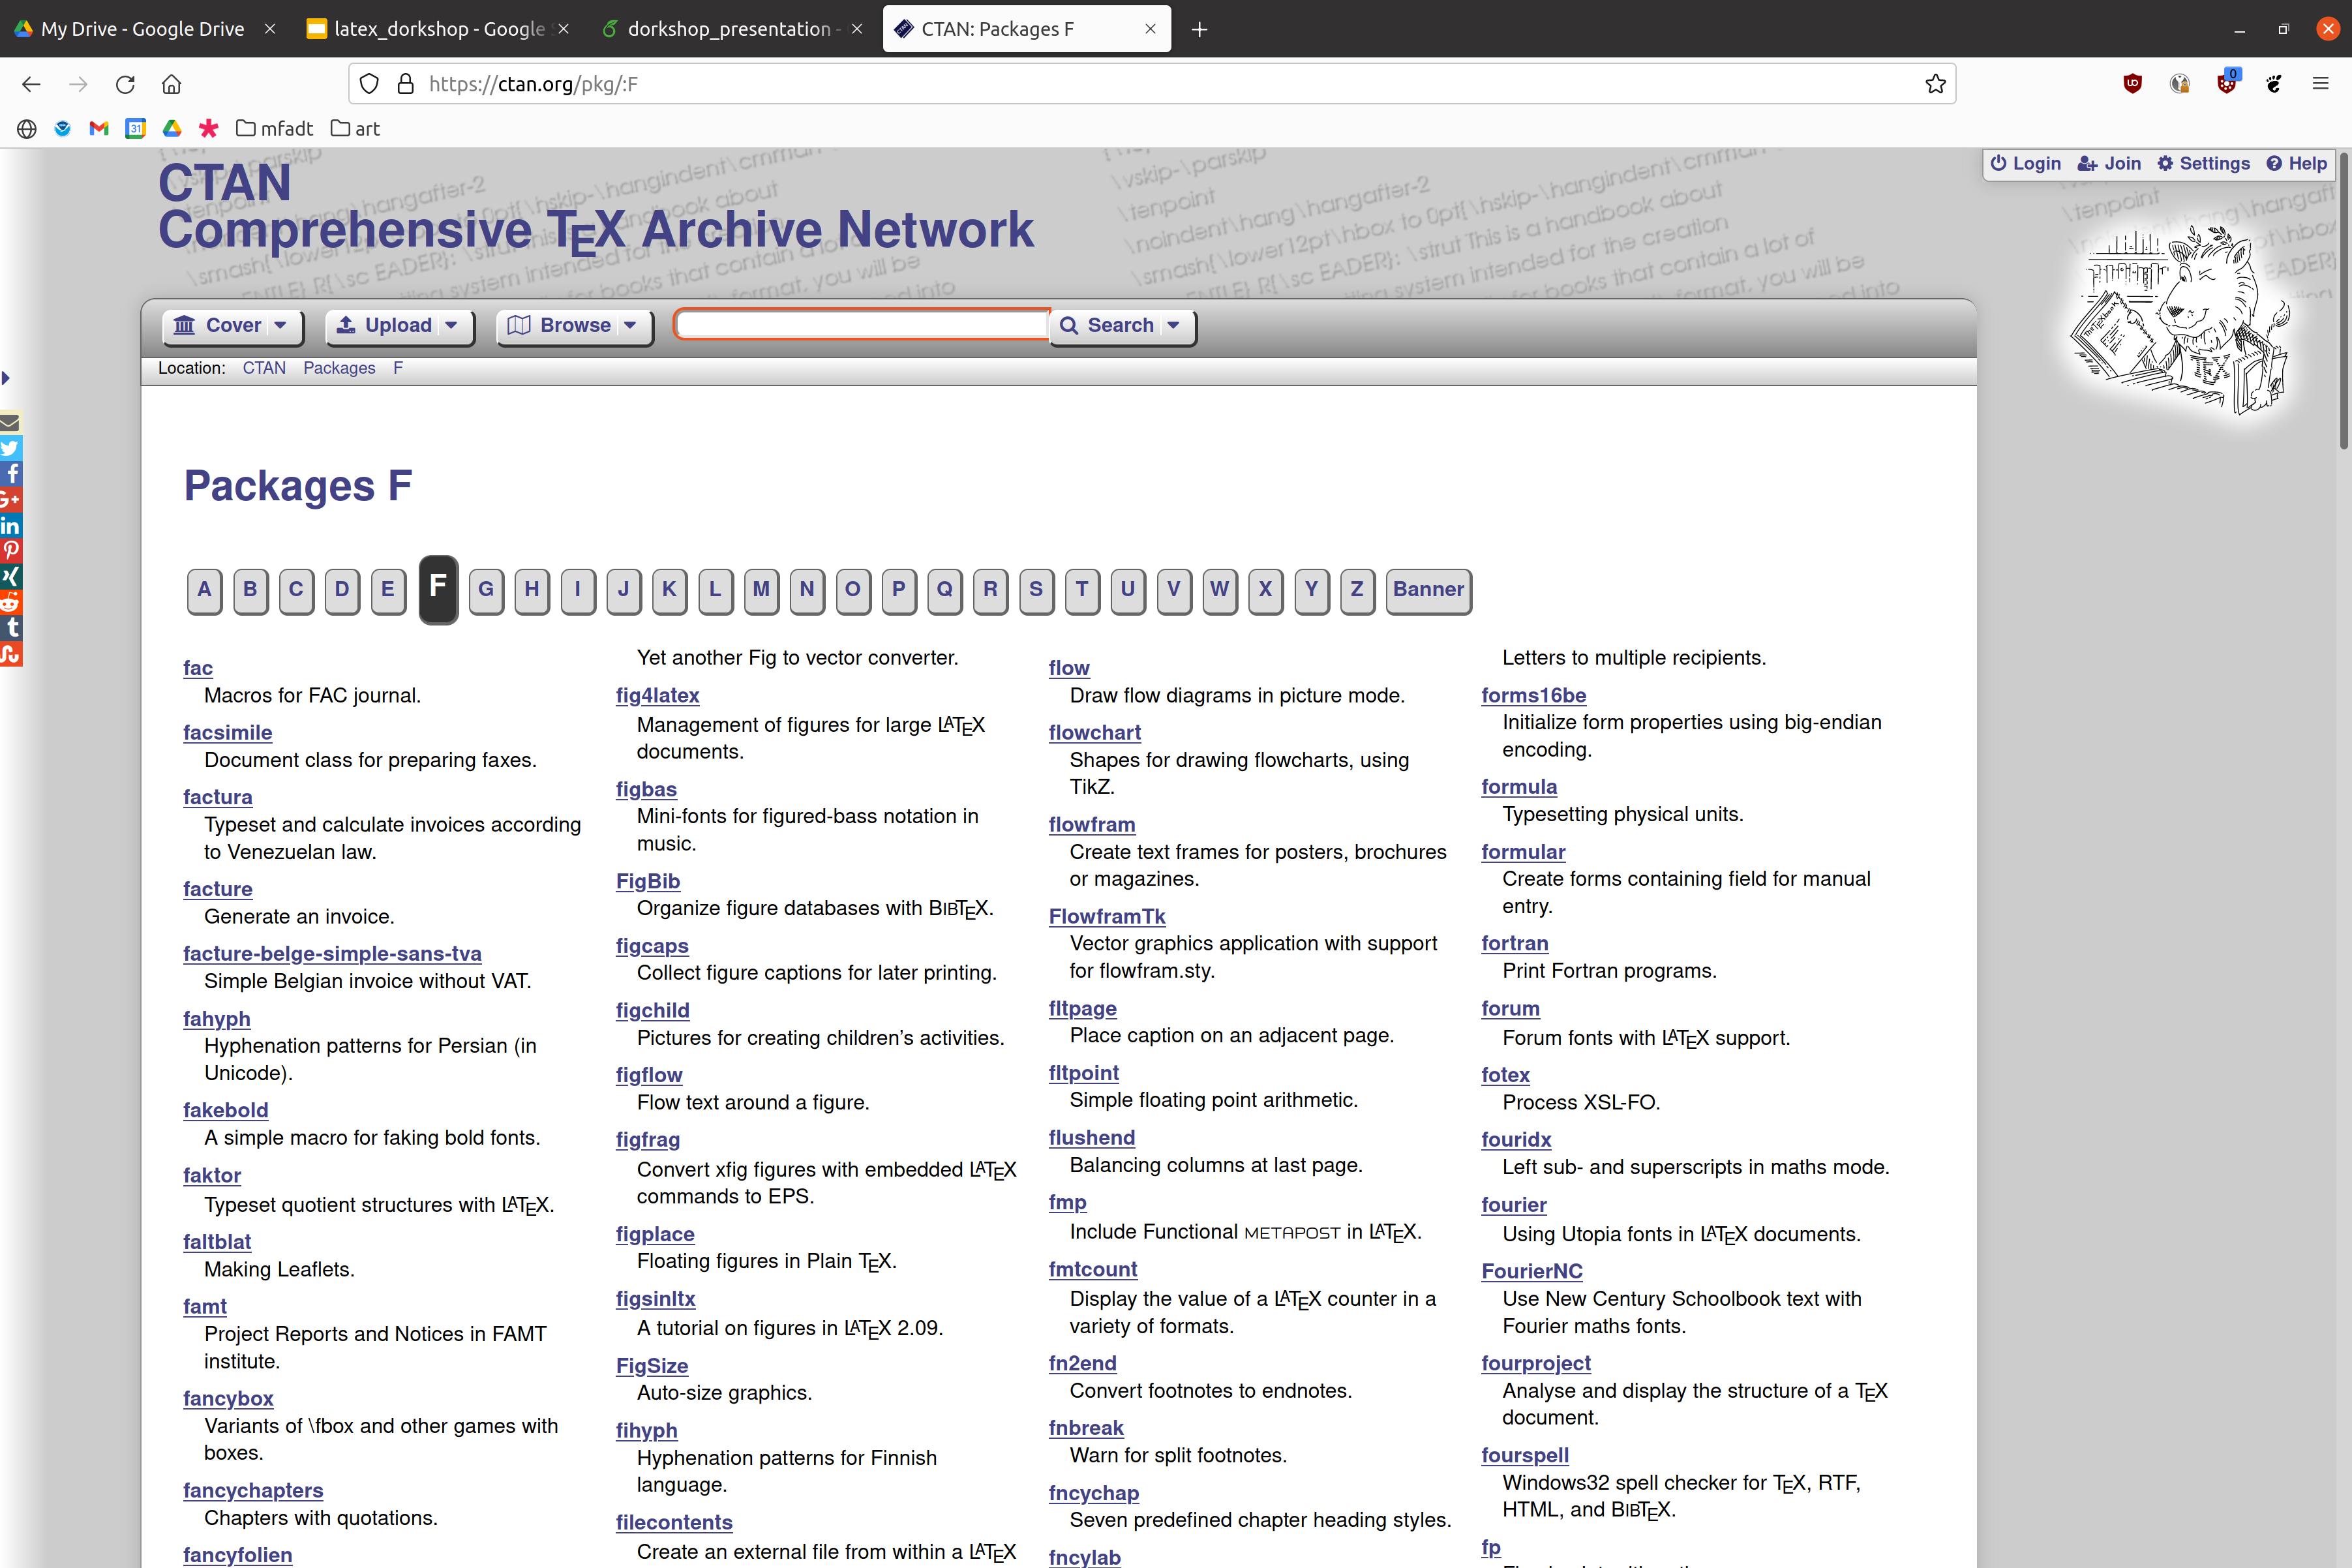 My Drive - Google Drive
latex_dorkshop - Google
dorkshop_presentation -
CTAN: Packages F
https://ctan.org/pkg/:F
0
31
mfadt
art
Login Join Settings Help
CTAN
Comprehensive TEX Archive Network
Cover
Upload
Browse
Search
Location: CTAN Packages F
Packages F
A B C D E F G H I J K L M N O P Q R S T U V W X Y Z Banner
fac
Macros for FAC journal.
facsimile
Document class for preparing faxes.
factura
Typeset and calculate invoices according
to Venezuelan law.
facture
Generate an invoice.
facture-belge-simple-sans-tva
Simple Belgian invoice without VAT.
fahyph
Hyphenation patterns for Persian (in
Unicode).
fakebold
A simple macro for faking bold fonts.
faktor
Typeset quotient structures with LATEX.
faltblat
Making Leaflets.
famt
Project Reports and Notices in FAMT
institute.
fancybox
Variants of \fbox and other games with
boxes.
fancychapters
Chapters with quotations.
fancyfolien
Yet another Fig to vector converter.
fig4latex
Management of figures for large LATEX
documents.
figbas
Mini-fonts for figured-bass notation in
music.
FigBib
Organize figure databases with BIBTEX.
figcaps
Collect figure captions for later printing.
figchild
Pictures for creating children’s activities.
figflow
Flow text around a figure.
figfrag
Convert xfig figures with embedded LATEX
commands to EPS.
figplace
Floating figures in Plain TEX.
figsinltx
A tutorial on figures in LATEX 2.09.
FigSize
Auto-size graphics.
fihyph
Hyphenation patterns for Finnish
language.
filecontents
Create an external file from within a LATEX
flow
Draw flow diagrams in picture mode.
flowchart
Shapes for drawing flowcharts, using
TikZ.
flowfram
Create text frames for posters, brochures
or magazines.
FlowframTk
Vector graphics application with support
for flowfram.sty.
fltpage
Place caption on an adjacent page.
fltpoint
Simple floating point arithmetic.
flushend
Balancing columns at last page.
fmp
Include Functional METAPOST in LATEX.
fmtcount
Display the value of a LATEX counter in a
variety of formats.
fn2end
Convert footnotes to endnotes.
fnbreak
Warn for split footnotes.
fncychap
Seven predefined chapter heading styles.
fncylab
Letters to multiple recipients.
forms16be
Initialize form properties using big-endian
encoding.
formula
Typesetting physical units.
formular
Create forms containing field for manual
entry.
fortran
Print Fortran programs.
forum
Forum fonts with LATEX support.
fotex
Process XSL-FO.
fouridx
Left sub- and superscripts in maths mode.
fourier
Using Utopia fonts in LATEX documents.
FourierNC
Use New Century Schoolbook text with
Fourier maths fonts.
fourproject
Analyse and display the structure of a TEX
document.
fourspell
Windows32 spell checker for TEX, RTF,
HTML, and BIBTEX.
fp